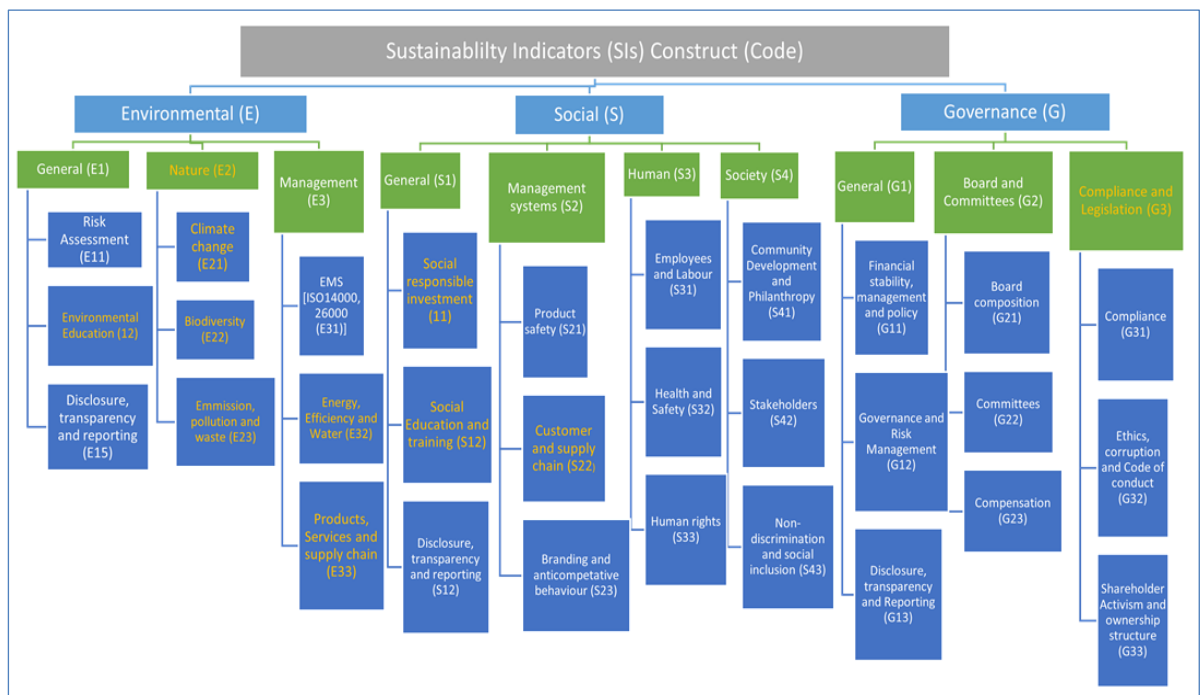 Sustainablilty Indicators (SIs) Construct (Code)
Environmental (E)
General (E1)
Risk
Assessment
(E11)
Environmental
Education (12)
Disclosure,
transparency
and reporting
(E15)
Nature (E2)
Climate
change
(E21)
Biodiversity
(E22)
Emmission,
pollution and
waste (E23)
Management
(E3)
EMS
[ISO14000,
26000
(E31)]
Energy,
Efficiency and
Water (E32)
Products,
Services and
supply chain
(E33)
Social (S)
General (S1)
Social
responsible
investment
(11)
Social
Education and
training (S12)
Disclosure,
transparency
and reporting
(S12)
Management
systems (S2)
Product
safety (S21)
Customer
and supply
chain (S22)
Branding and
anticompetative
behaviour (S23)
Human (S3)
Employees
and Labour
(S31)
Health and
Safety (S32)
Human rights
(S33)
Society (S4)
Community
Development
and
Philanthropy
(S41)
Stakeholders
(S42)
Non-
discrimination
and social
inclusion (S43)
Governance (G)
General (G1)
Financial
stability,
management
and policy
(G11)
Governance
and Risk
Management
(G12)
Disclosure,
transparency
and Reporting
(G13)
Board and
Committees (G2)
Board
composition
(G21)
Committees
(G22)
Compensation
(G23)
Compliance and
Legislation (G3)
Compliance
(G31)
Ethics,
corruption
and Code of
conduct
(G32)
Shareholder
Activism and
ownership
structure
(G33)